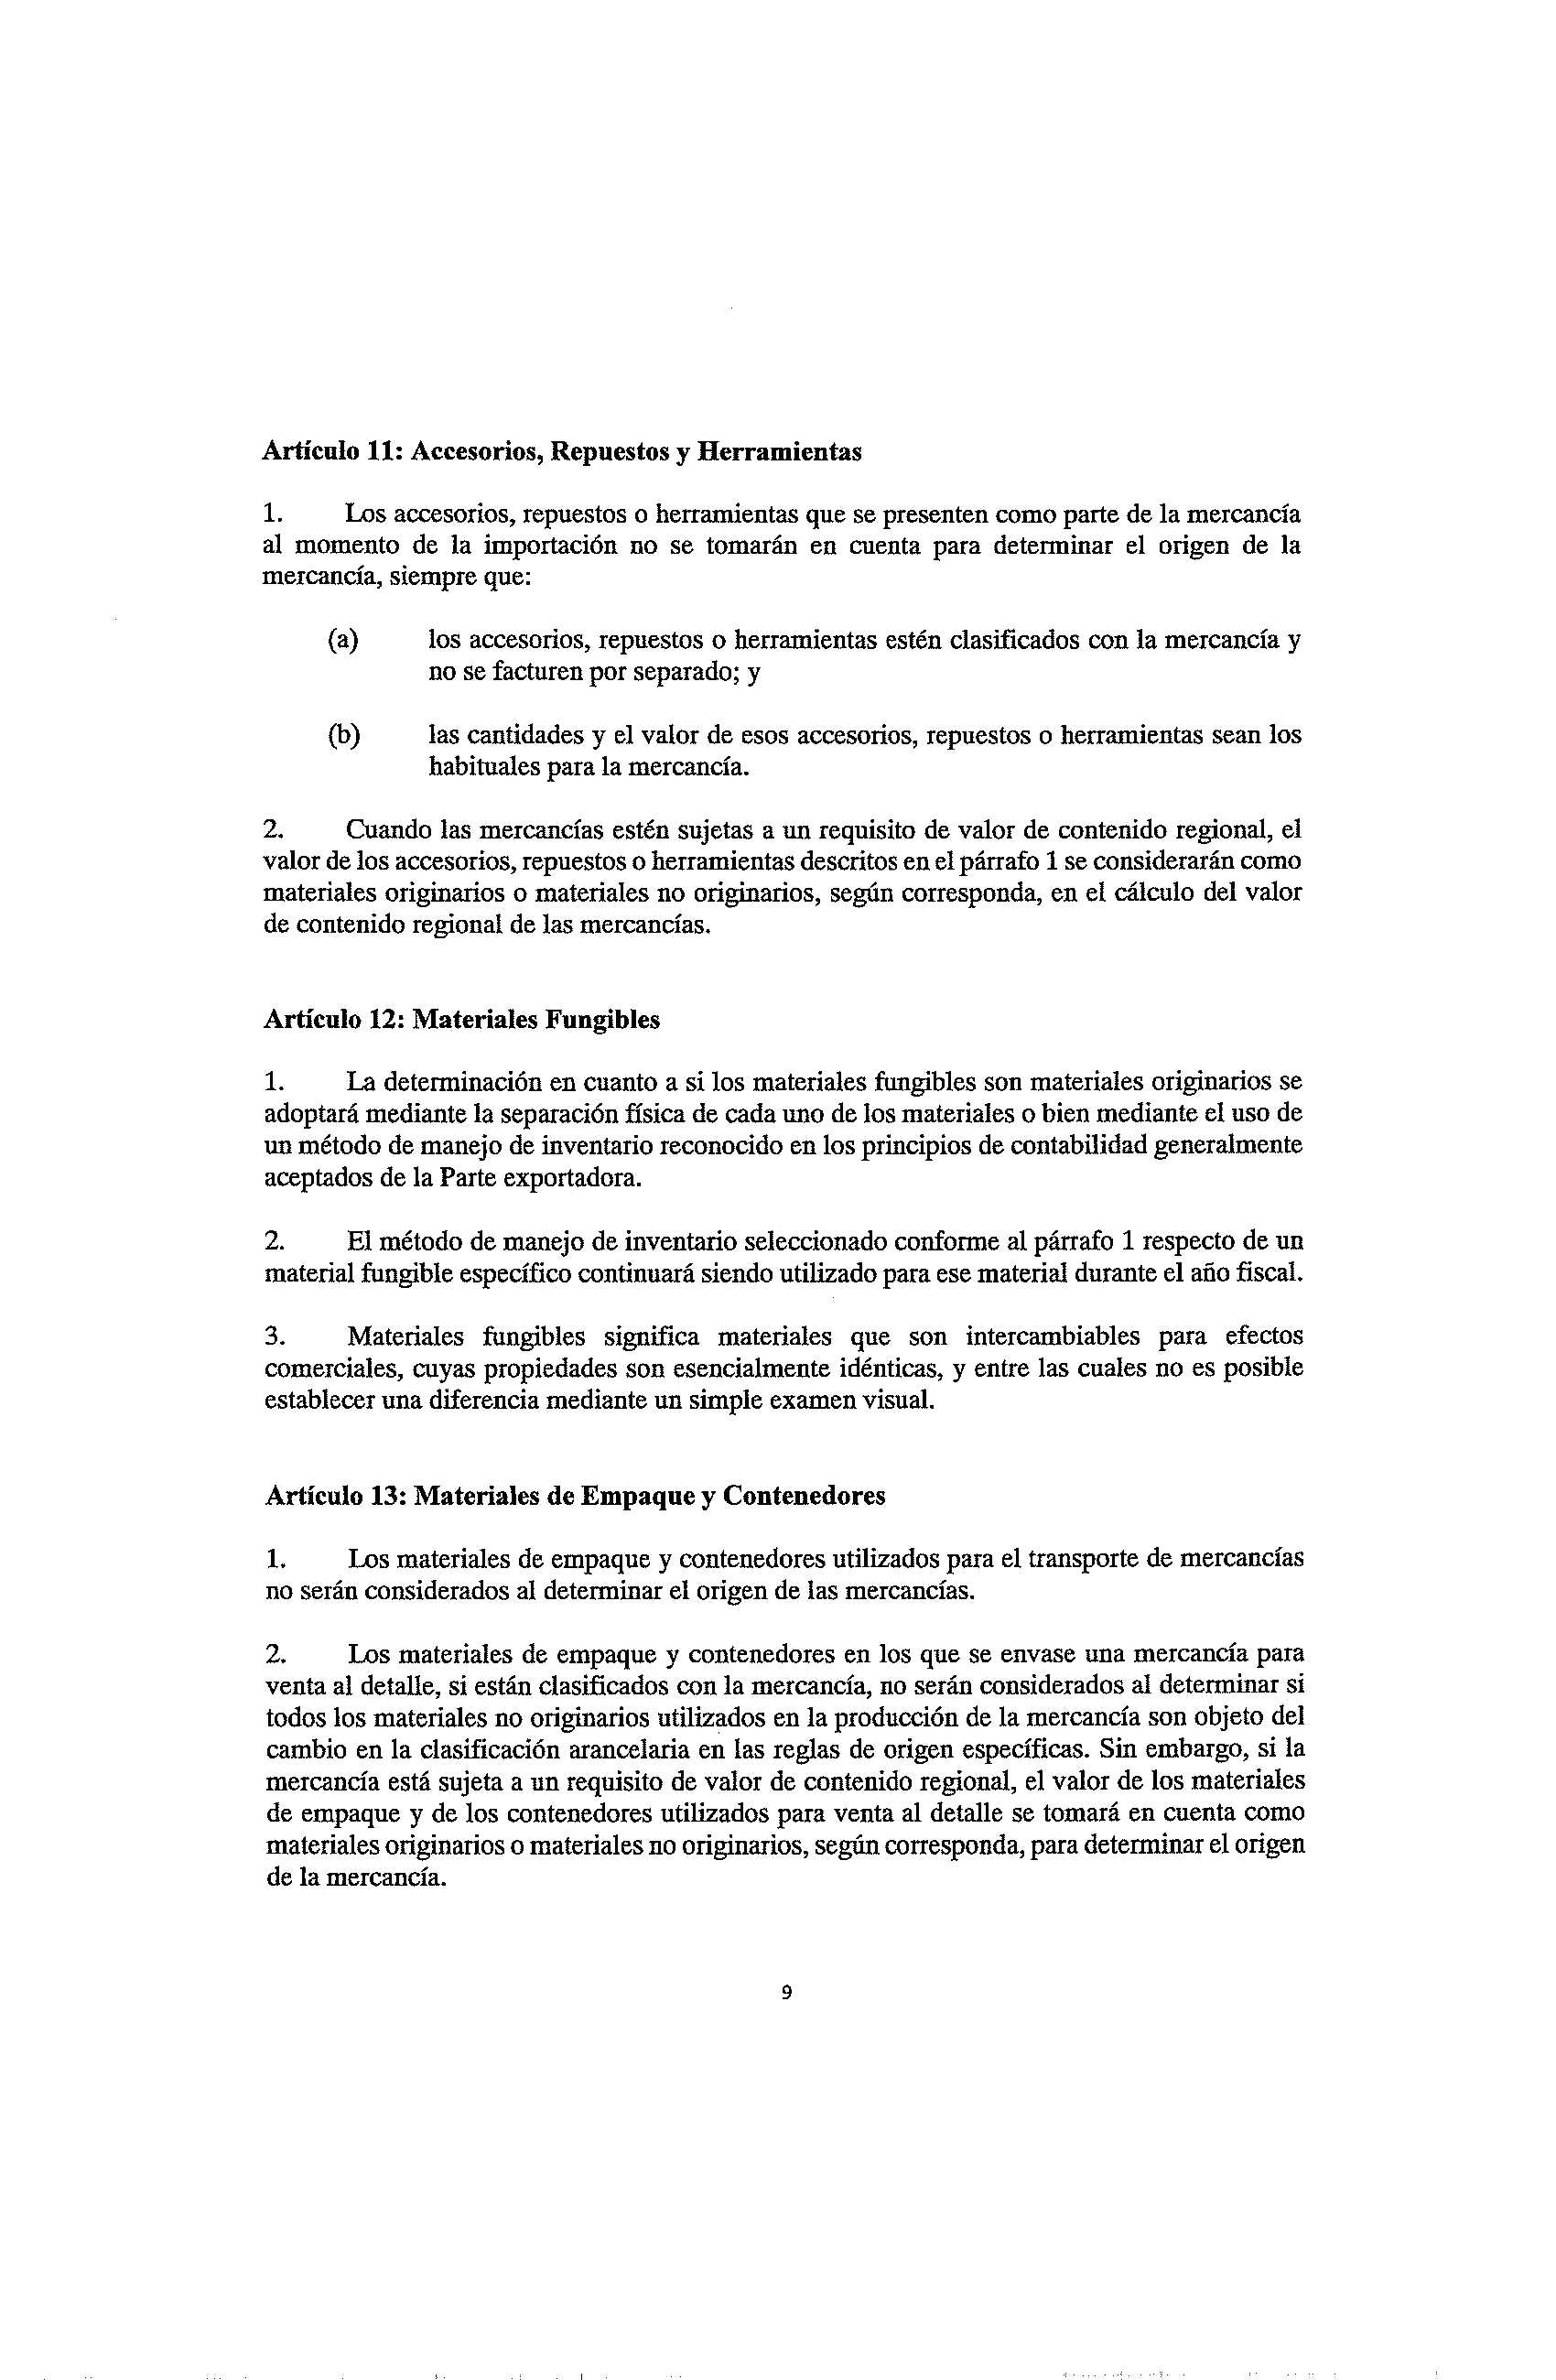 Artículo 11: Accesorios, Repuestos y Herramientas
1. Los accesorios, repuestos o herramientas que se presenten como parte de la mercancía
al momento de la importación no se tomarán en cuenta para determinar el origen de la
mercancía, siempre que:
(a) los accesorios, repuestos o herramientas estén clasificados con la mercancía y
no se facturen por separado; y
(b) las cantidades y el valor de esos accesorios, repuestos o herramientas sean los
habituales para la mercancía.
2. Cuando las mercancías estén sujetas a un requisito de valor de contenido regional, el
valor de los accesorios, repuestos o herramientas descritos en el párrafo 1 se considerarán como
materiales originarios o materiales no originarios, según corresponda, en el cálculo del valor
de contenido regional de las mercancías.
Artículo 12: Materiales Fungibles
1. La determinación en cuanto a si los materiales fungibles son materiales originarios se
adoptará mediante la separación física de cada uno de los materiales o bien mediante el uso de
un método de manejo de inventario reconocido en los principios de contabilidad generalmente
aceptados de la Parte exportadora.
2. El método de manejo de inventario seleccionado conforme al párrafo 1 respecto de un
material fungible específico continuará siendo utilizado para ese material durante el año fiscal.
3. Materiales fungibles significa materiales que son intercambiables para efectos
comerciales, cuyas propiedades son esencialmente idénticas, y entre las cuales no es posible
establecer una diferencia mediante un simple examen visual.
Artículo 13: Materiales de Empaque y Contenedores
1. Los materiales de empaque y contenedores utilizados para el transporte de mercancías
no serán considerados al determinar el origen de las mercancías.
2. Los materiales de empaque y contenedores en los que se envase una mercancía para
venta al detalle, si están clasificados con la mercancía, no serán considerados al determinar si
todos los materiales no originarios utilizados en la producción de la mercancía son objeto del
cambio en la clasificación arancelaria en las reglas de origen específicas. Sin embargo, si la
mercancía está sujeta a un requisito de valor de contenido regional, el valor de los materiales
de empaque y de los contenedores utilizados para venta al detalle se tomará en cuenta como
materiales originarios o materiales no originarios, según corresponda, para determinar el origen
de la mercancía.
9